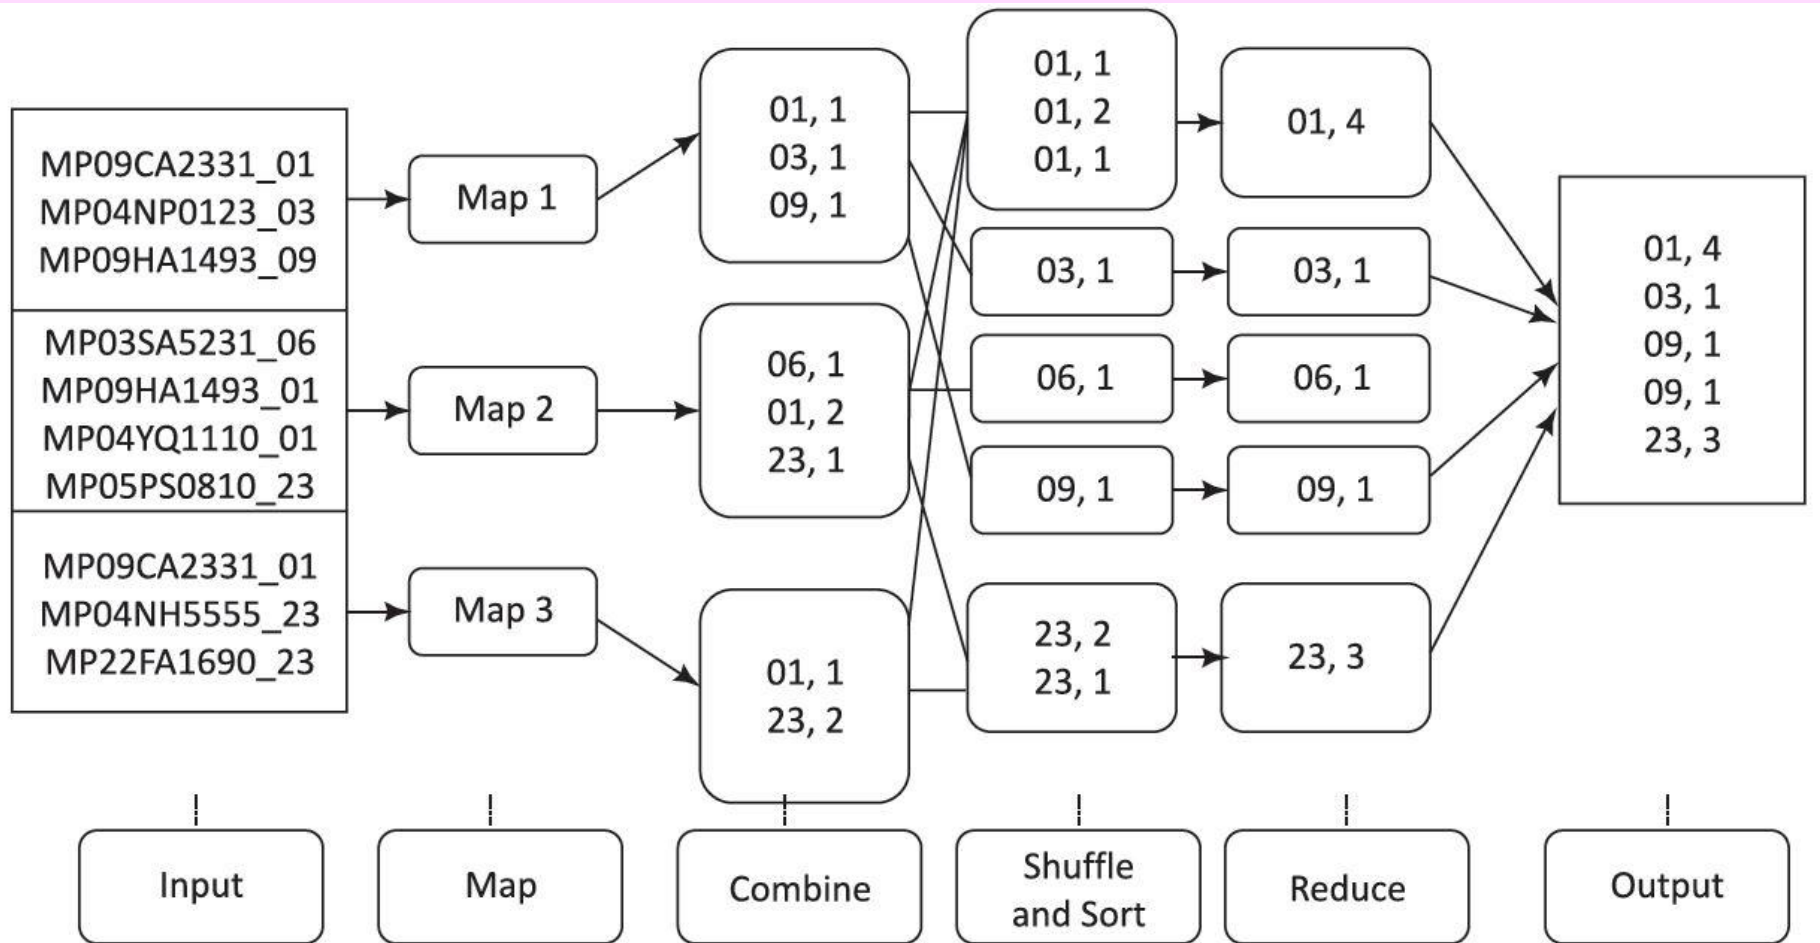 MP09CA2331_01
MP04NP0123_03
MP09HA1493_09
MP03SA5231_06
MP09HA1493_01
MP04YQ1110_01
MP05PS0810_23
MP09CA2331_01
MP04NH5555_23
MP22FA1690_23
Map 1
Map 2
Map 3
01, 1
03, 1
09, 1
06, 1
01, 2
23, 1
01, 1
23, 2
01, 1
01, 2
01, 1
03, 1
06, 1
09, 1
23, 2
23, 1
01, 4
03, 1
06, 1
09, 1
23, 3
01, 4
03, 1
09, 1
09, 1
23, 3
Input
Map
Combine
Shuffle
and Sort
Reduce
Output